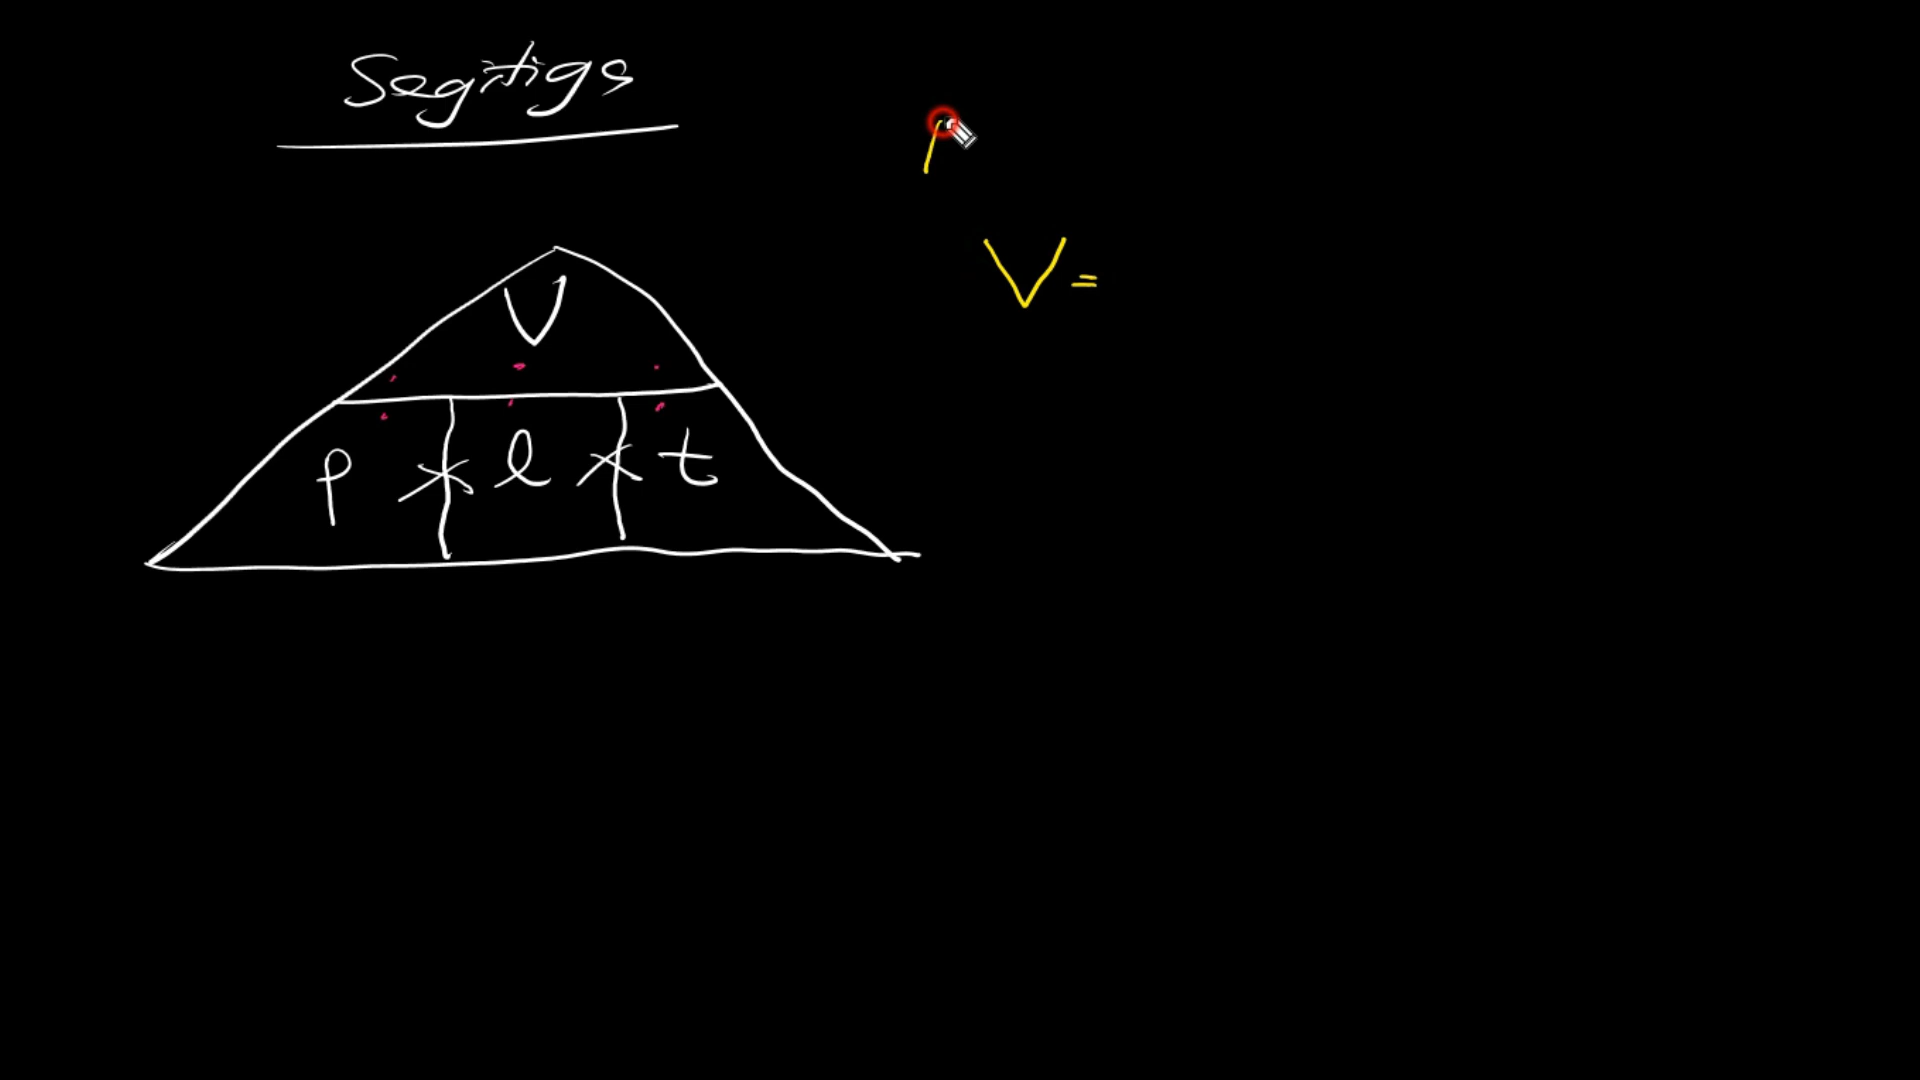 Segitiga
V =
V
p * l * t